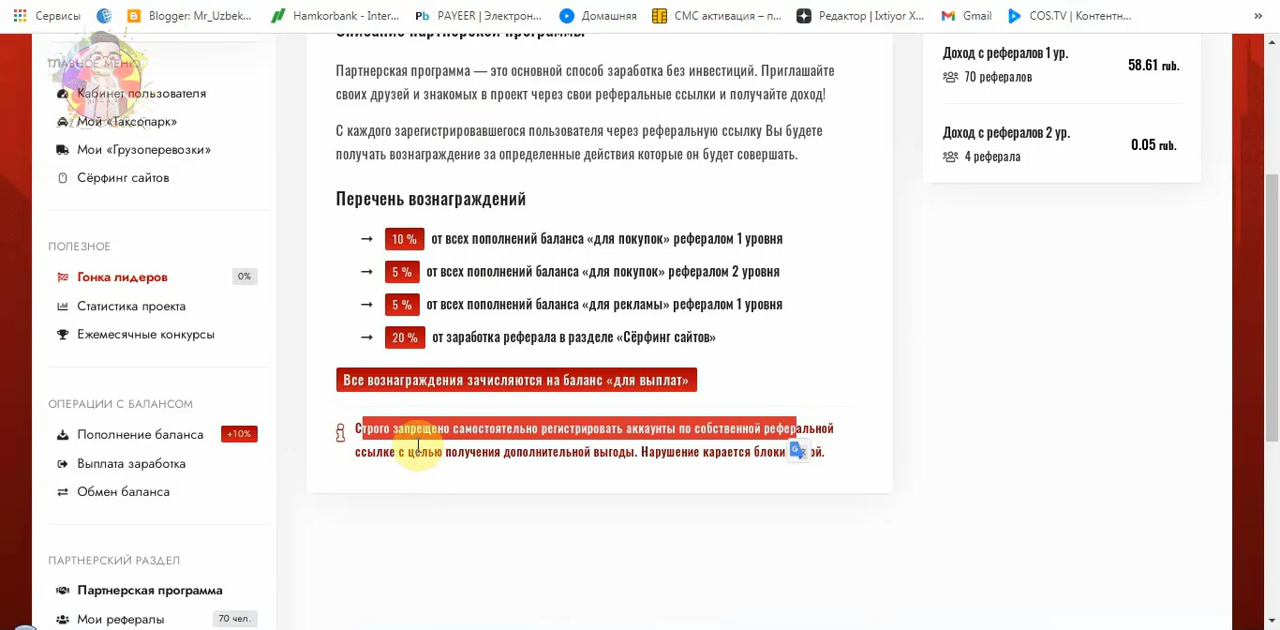 Сервисы
Blogger: Mr_Uzbek...
Hamkorbank - Inter...
Pb PAYEER | Электрон...
Домашняя
СМС активация – п...
Редактор | Ixtiyor X...
Gmail
COS.TV | Контентн...
»
ГЛАВНОЕ МЕНЮ
Кабинет пользователя
Мой «Таксопарк»
Мои «Грузоперевозки»
Сёрфинг сайтов
ПОЛЕЗНОЕ
Гонка лидеров 0%
Статистика проекта
Ежемесячные конкурсы
ОПЕРАЦИИ С БАЛАНСОМ
Пополнение баланса +10%
Выплата заработка
Обмен баланса
ПАРТНЕРСКИЙ РАЗДЕЛ
Партнерская программа
Мои рефералы 70 чел.
Описание партнерской программы
Партнерская программа — это основной способ заработка без инвестиций. Приглашайте
своих друзей и знакомых в проект через свои реферальные ссылки и получайте доход!
С каждого зарегистрировавшегося пользователя через реферальную ссылку Вы будете
получать вознаграждение за определенные действия которые он будет совершать.
Перечень вознаграждений
→ 10 % от всех пополнений баланса «для покупок» рефералом 1 уровня
→ 5 % от всех пополнений баланса «для покупок» рефералом 2 уровня
→ 5 % от всех пополнений баланса «для рекламы» рефералом 1 уровня
→ 20 % от заработка реферала в разделе «Сёрфинг сайтов»
Все вознаграждения зачисляются на баланс «для выплат»
Строго запрещено самостоятельно регистрировать аккаунты по собственной реферальной
ссылке с целью получения дополнительной выгоды. Нарушение карается
Доход с рефералов 1 ур.
70 рефералов
58.61 rub.
Доход с рефералов 2 ур.
4 реферала
0.05 rub.